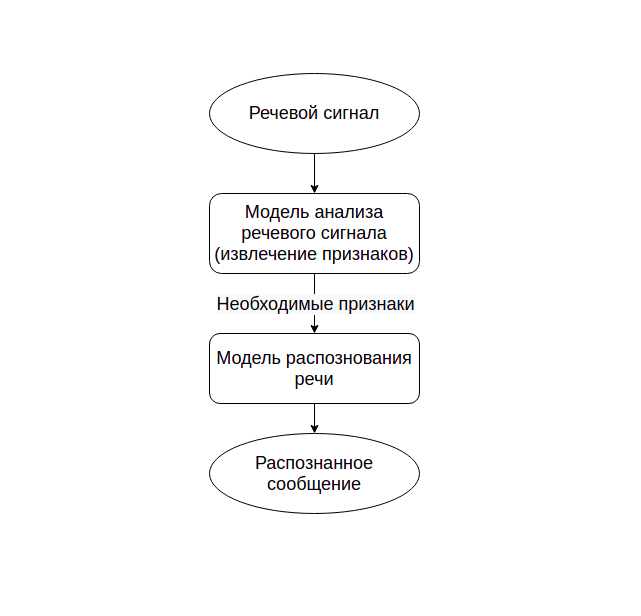 Речевой сигнал
Модель анализа
речевого сигнала
(извлечение признаков)
Необходимые признаки
Модель распознования
речи
Распознанное
сообщение